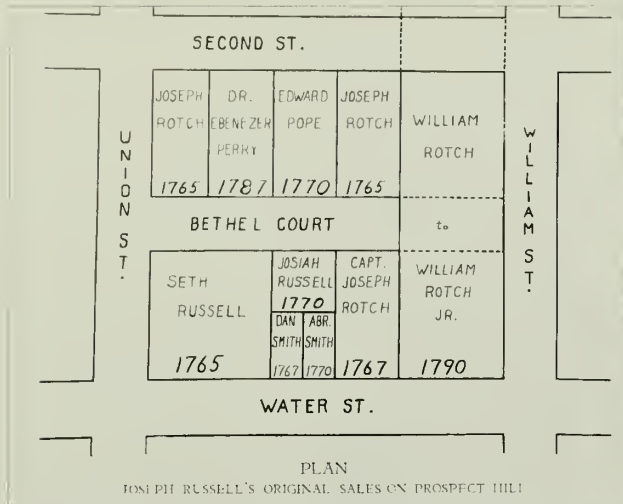 SECOND ST.
UNION ST.
WILLIAM ST.
JOSEPH
ROTCH
1765
DR.
EBENEZER
PERRY
1787
EDWARD
POPE
1770
JOSEPH
ROTCH
1765
WILLIAM
ROTCH
BETHEL COURT
to
SETH
RUSSELL
1765
JOSIAH
RUSSELL
1770
DAN
SMITH
1767
ABR.
SMITH
1770
CAPT.
JOSEPH
ROTCH
1767
WILLIAM
ROTCH
JR.
1790
WATER ST.
PLAN
JOSEPH RUSSELL'S ORIGINAL SALES ON PROSPECT HILL